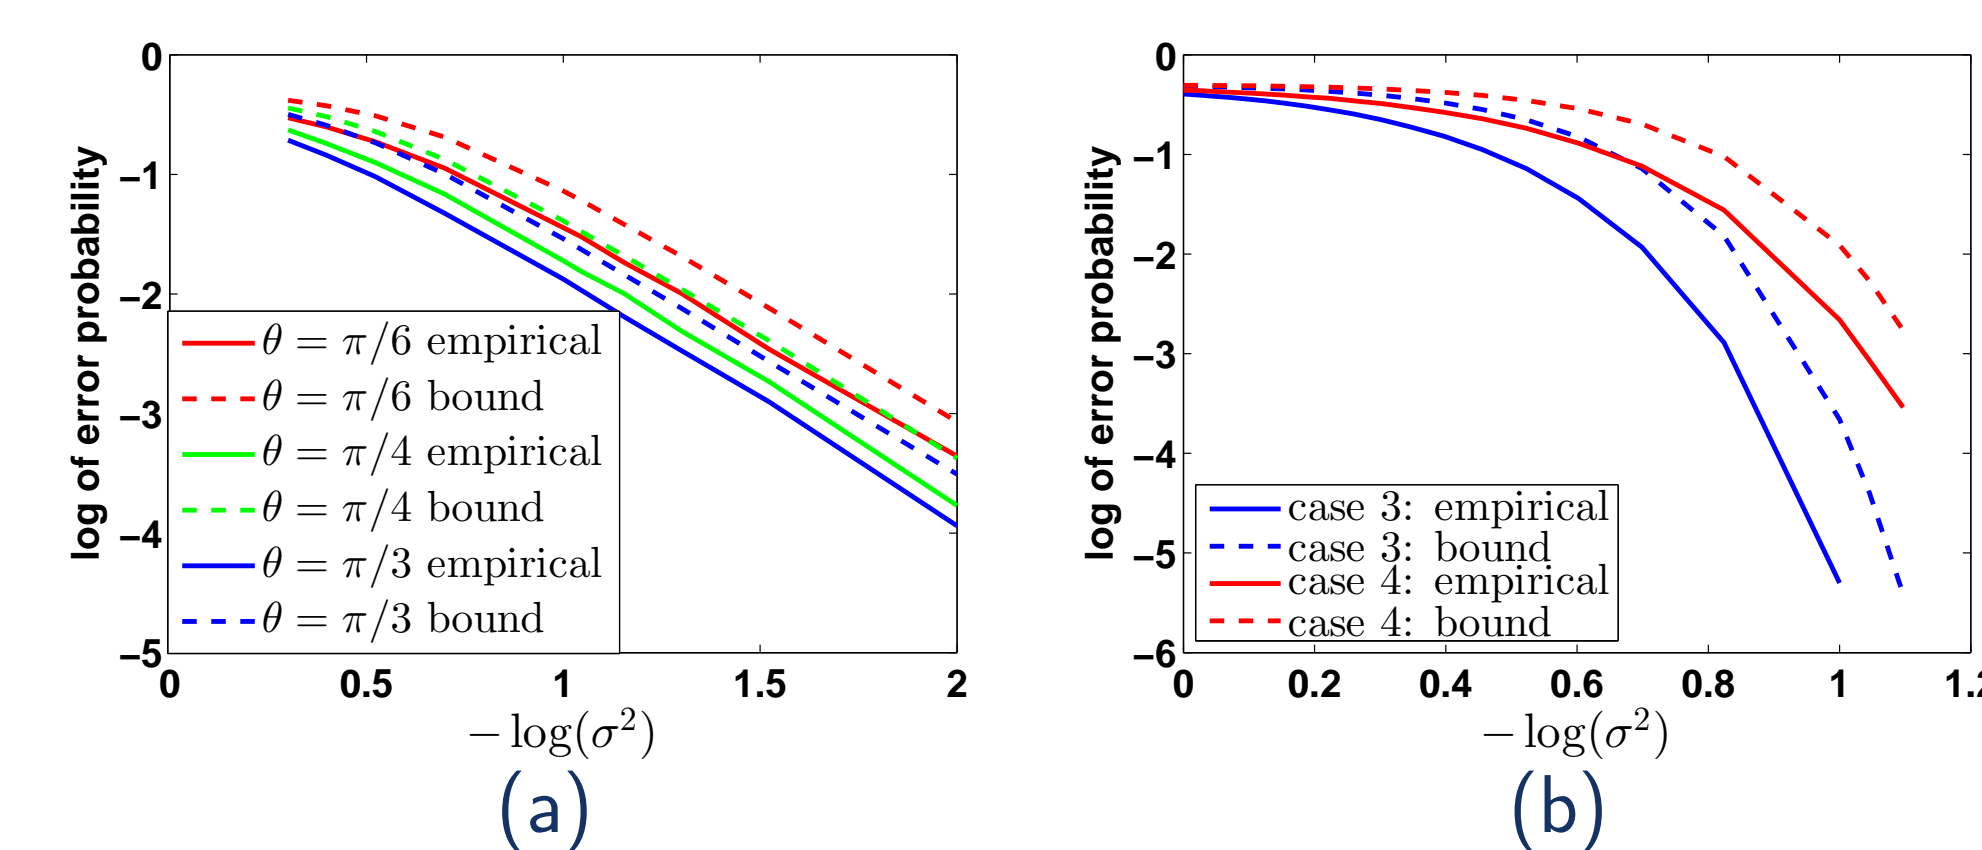 0
−1
−2
−3
−4
−5
log of error probability
θ = π/6 empirical
θ = π/6 bound
θ = π/4 empirical
θ = π/4 bound
θ = π/3 empirical
θ = π/3 bound
0 0.5 1 1.5 2
− log(σ²)
(a)
0
−1
−2
−3
−4
−5
−6
log of error probability
case 3: empirical
case 3: bound
case 4: empirical
case 4: bound
0 0.2 0.4 0.6 0.8 1 1.2
− log(σ²)
(b)